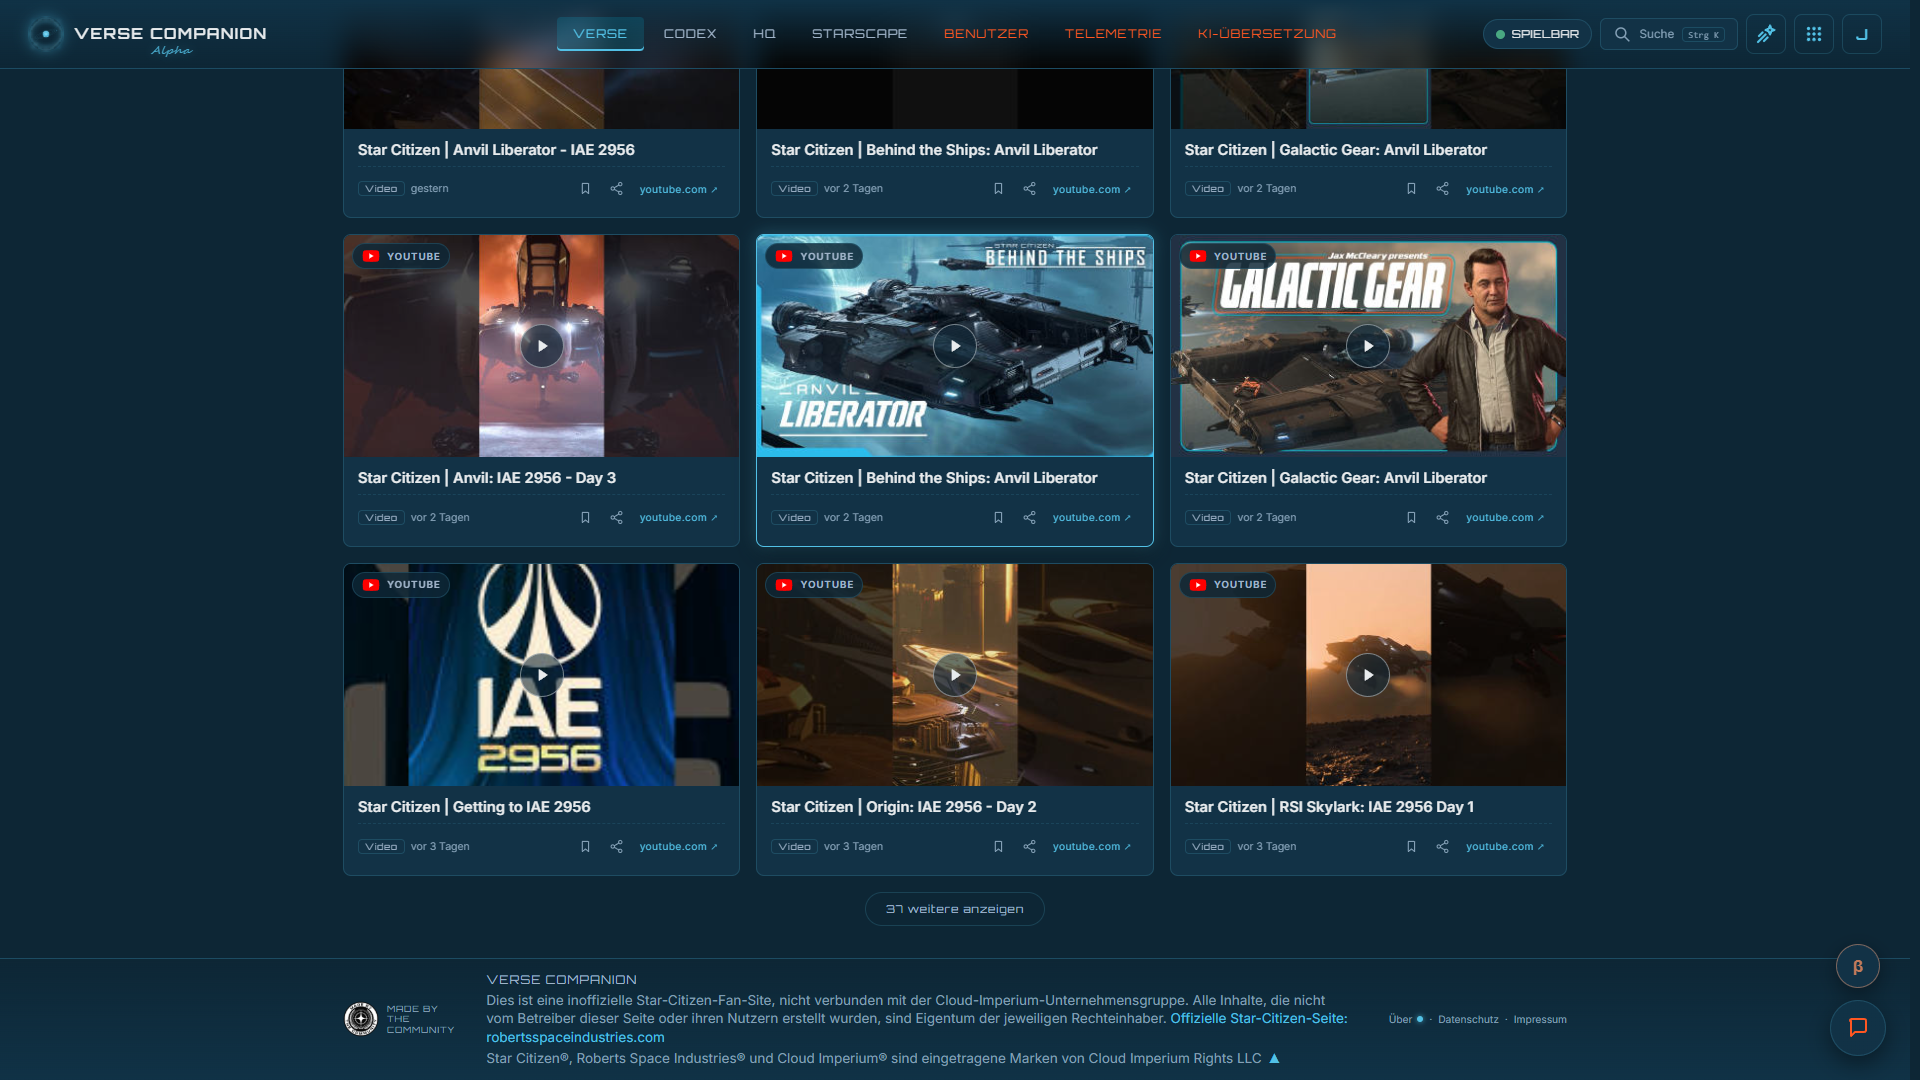 VERSE COMPANION
Alpha
VERSE
CODEX
HQ
STARSCAPE
BENUTZER
TELEMETRIE
KI-ÜBERSETZUNG
SPIELBAR
Suche
Strg K
Star Citizen | Anvil Liberator - IAE 2956
Video gestern youtube.com ↗
Star Citizen | Behind the Ships: Anvil Liberator
Video vor 2 Tagen youtube.com ↗
Star Citizen | Galactic Gear: Anvil Liberator
Video vor 2 Tagen youtube.com ↗
YOUTUBE
Star Citizen | Anvil: IAE 2956 - Day 3
Video vor 2 Tagen youtube.com ↗
YOUTUBE
STAR CITIZEN
BEHIND THE SHIPS
ANVIL
LIBERATOR
Star Citizen | Behind the Ships: Anvil Liberator
Video vor 2 Tagen youtube.com ↗
YOUTUBE
Jax McCleary presents
GALACTIC GEAR
Star Citizen | Galactic Gear: Anvil Liberator
Video vor 2 Tagen youtube.com ↗
YOUTUBE
IAE
2956
Star Citizen | Getting to IAE 2956
Video vor 3 Tagen youtube.com ↗
YOUTUBE
Star Citizen | Origin: IAE 2956 - Day 2
Video vor 3 Tagen youtube.com ↗
YOUTUBE
Star Citizen | RSI Skylark: IAE 2956 Day 1
Video vor 3 Tagen youtube.com ↗
37 weitere anzeigen
MADE BY
THE
COMMUNITY
VERSE COMPANION
Dies ist eine inoffizielle Star-Citizen-Fan-Site, nicht verbunden mit der Cloud-Imperium-Unternehmensgruppe. Alle Inhalte, die nicht
vom Betreiber dieser Seite oder ihren Nutzern erstellt wurden, sind Eigentum der jeweiligen Rechteinhaber. Offizielle Star-Citizen-Seite:
robertsspaceindustries.com
Star Citizen®, Roberts Space Industries® und Cloud Imperium® sind eingetragene Marken von Cloud Imperium Rights LLC ▲
Über · Datenschutz · Impressum
β